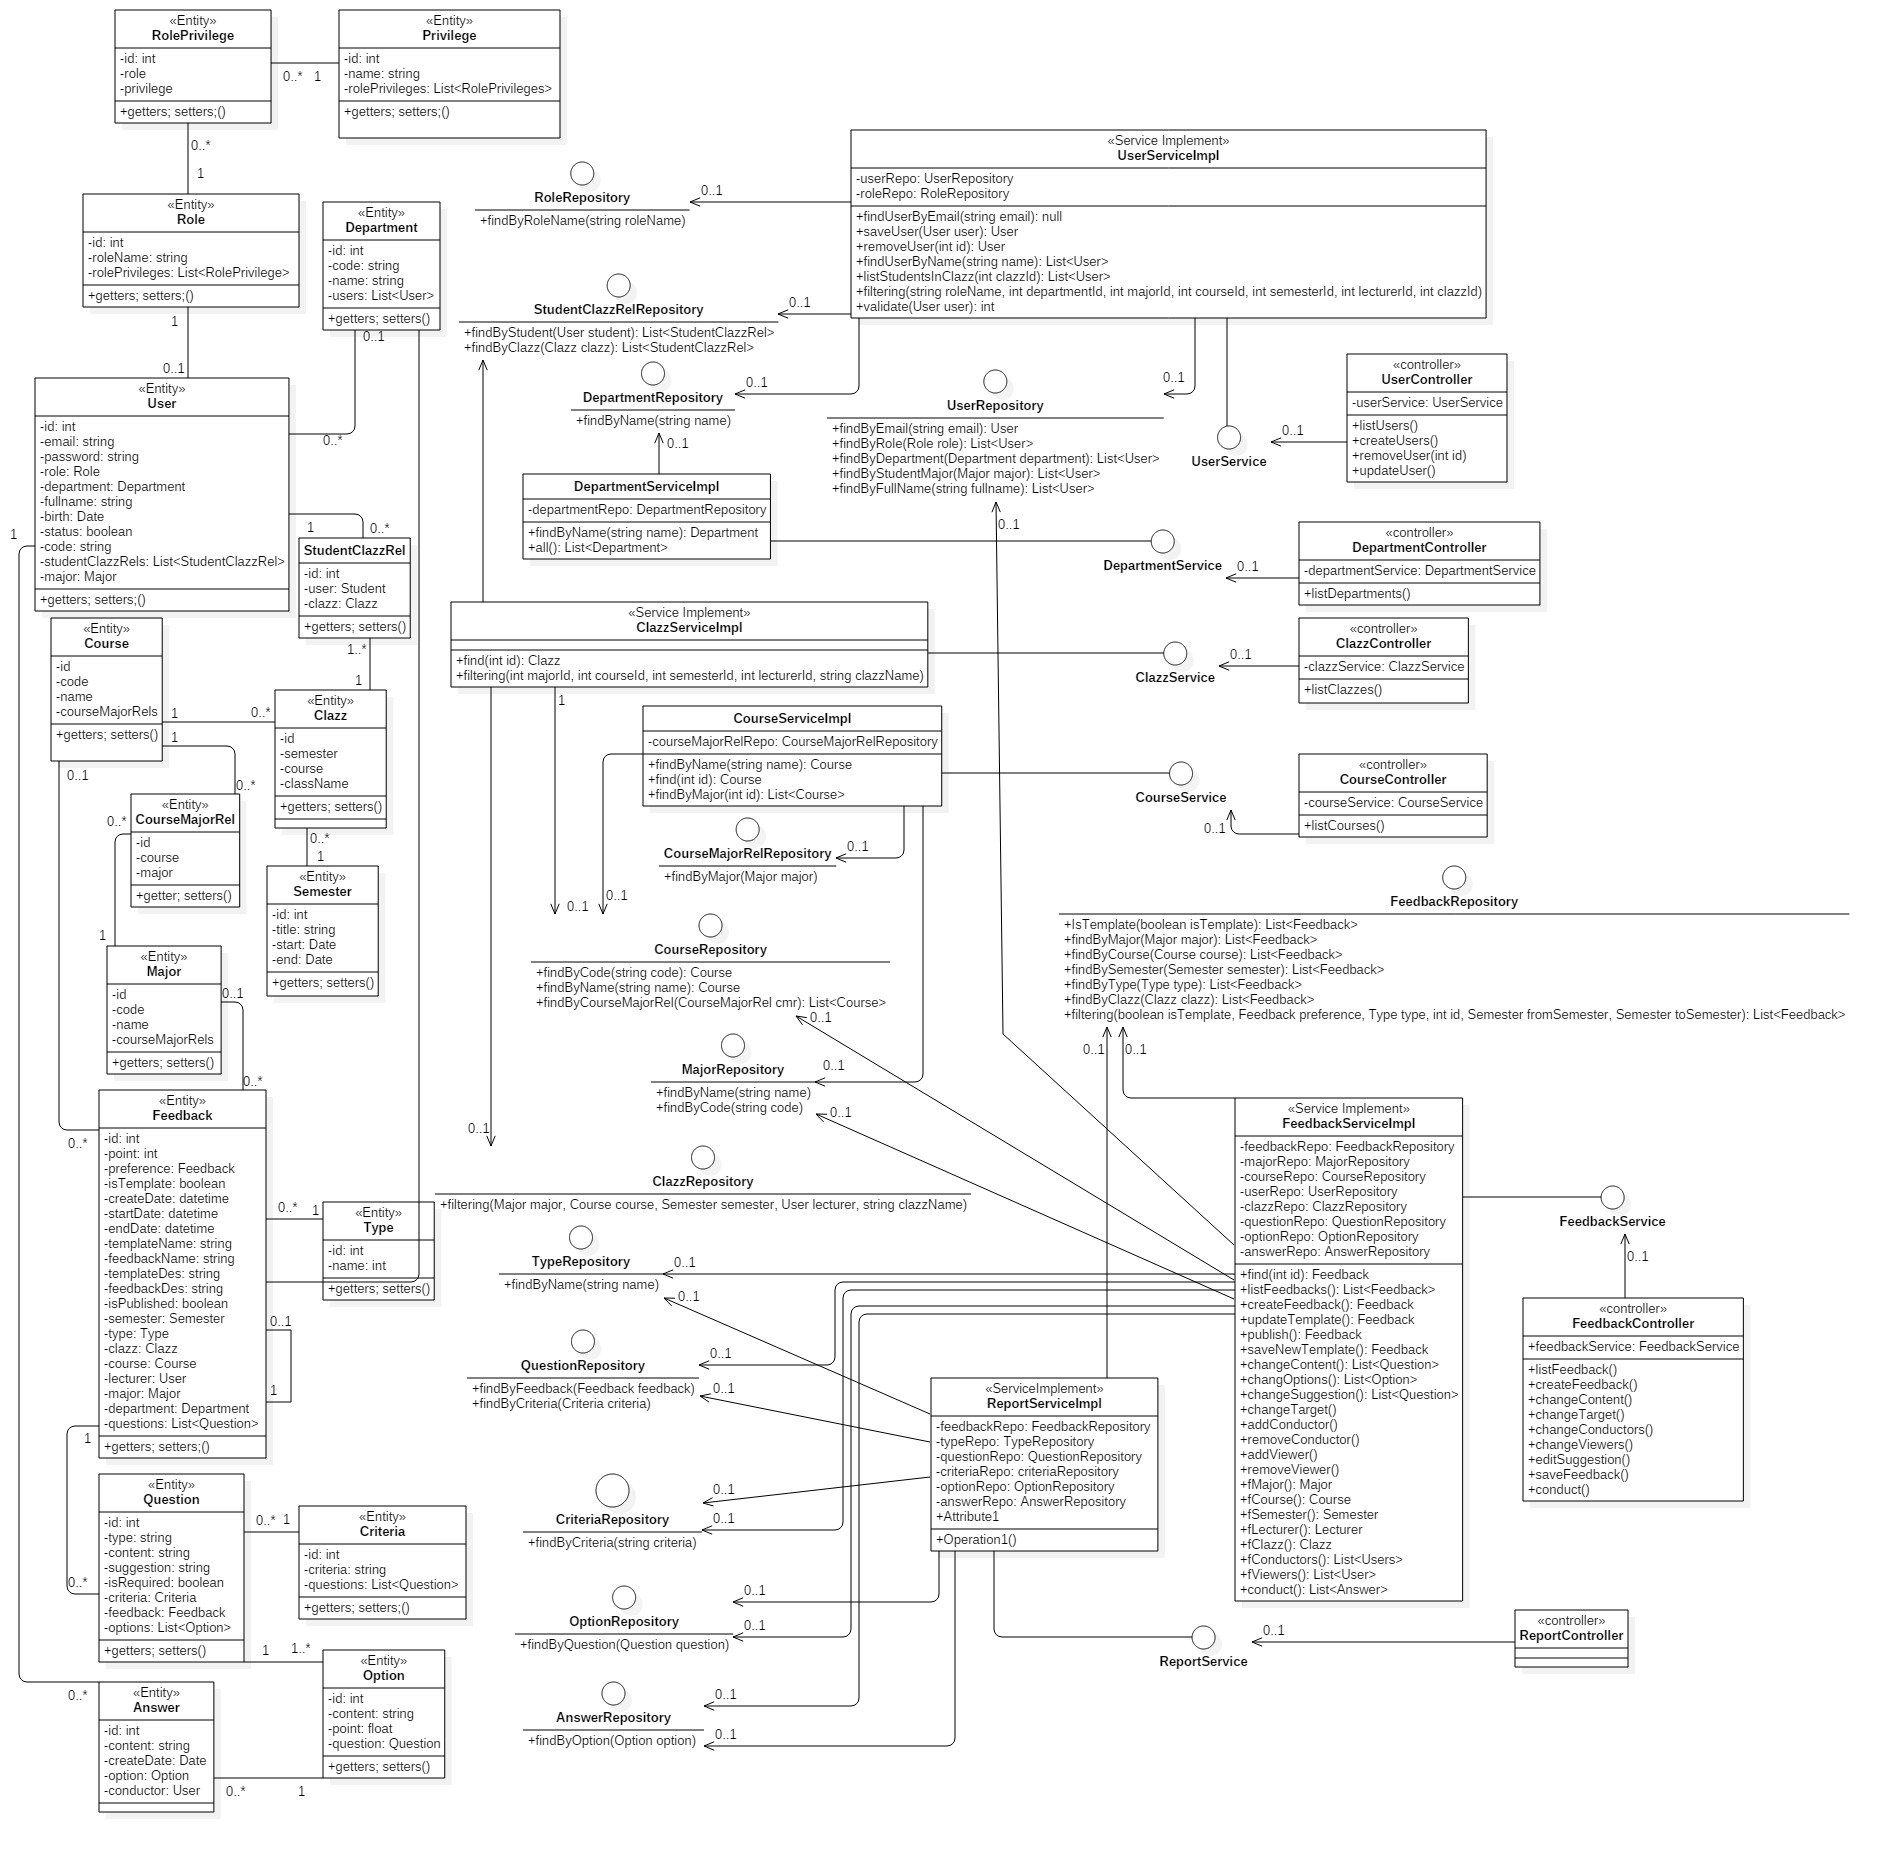 «Entity»
RolePrivilege
-id: int
-role
-privilege
+getters; setters;()
0..*
1
«Entity»
Privilege
-id: int
-name: string
-rolePrivileges: List<RolePrivileges>
+getters; setters;()
0..*
1
«Entity»
Role
-id: int
-roleName: string
-rolePrivileges: List<RolePrivilege>
+getters; setters;()
1
0..1
«Entity»
Department
-id: int
-code: string
-name: string
-users: List<User>
+getters; setters()
0..1
0..*
«Entity»
User
-id: int
-email: string
-password: string
-role: Role
-department: Department
-fullname: string
-birth: Date
-status: boolean
-code: string
-studentClazzRels: List<StudentClazzRel>
-major: Major
+getters; setters;()
1
1
0..*
StudentClazzRel
-id: int
-user: Student
-clazz: Clazz
+getters; setters()
1..*
1
«Entity»
Course
-id
-code
-name
-courseMajorRels
+getters; setters()
1
0..*
1
0..*
0..1
«Entity»
Clazz
-id
-semester
-course
-className
+getters; setters()
0..*
1
«Entity»
CourseMajorRel
-id
-course
-major
+getter; setters()
0..*
1
«Entity»
Semester
-id: int
-title: string
-start: Date
-end: Date
+getters; setters;()
«Entity»
Major
-id
-code
-name
-courseMajorRels
+getters; setters()
0..1
0..*
«Entity»
Feedback
-id: int
-point: int
-preference: Feedback
-isTemplate: boolean
-createDate: datetime
-startDate: datetime
-endDate: datetime
-templateName: string
-feedbackName: string
-templateDes: string
-feedbackDes: string
-isPublished: boolean
-semester: Semester
-type: Type
-clazz: Clazz
-course: Course
-lecturer: User
-major: Major
-department: Department
-questions: List<Question>
+getters; setters;()
0..*
0..*
1
0..1
1
1
0..*
«Entity»
Type
-id: int
-name: int
+getters; setters()
«Entity»
Question
-id: int
-type: string
-content: string
-suggestion: string
-isRequired: boolean
-criteria: Criteria
-feedback: Feedback
-options: List<Option>
+getters; setters()
0..*
1
1
1..*
«Entity»
Criteria
-id: int
-criteria: string
-questions: List<Question>
+getters; setters;()
«Entity»
Option
-id: int
-content: string
-point: float
-question: Question
+getters; setters()
0..*
«Entity»
Answer
-id: int
-content: string
-createDate: Date
-option: Option
-conductor: User
0..*
1
RoleRepository
+findByRoleName(string roleName)
0..1
«Service Implement»
UserServiceImpl
-userRepo: UserRepository
-roleRepo: RoleRepository
+findUserByEmail(string email): null
+saveUser(User user): User
+removeUser(int id): User
+findUserByName(string name): List<User>
+listStudentsInClazz(int clazzId): List<User>
+filtering(string roleName, int departmentId, int majorId, int courseId, int semesterId, int lecturerId, int clazzId)
+validate(User user): int
StudentClazzRelRepository
+findByStudent(User student): List<StudentClazzRel>
+findByClazz(Clazz clazz): List<StudentClazzRel>
0..1
DepartmentRepository
+findByName(string name)
0..1
0..1
UserRepository
+findByEmail(string email): User
+findByRole(Role role): List<User>
+findByDepartment(Department department): List<User>
+findByStudentMajor(Major major): List<User>
+findByFullName(string fullname): List<User>
0..1
0..1
UserService
0..1
«controller»
UserController
-userService: UserService
+listUsers()
+createUsers()
+removeUser(int id)
+updateUser()
DepartmentServiceImpl
-departmentRepo: DepartmentRepository
+findByName(string name): Department
+all(): List<Department>
DepartmentService
0..1
«controller»
DepartmentController
-departmentService: DepartmentService
+listDepartments()
«Service Implement»
ClazzServiceImpl
+find(int id): Clazz
+filtering(int majorId, int courseId, int semesterId, int lecturerId, string clazzName)
1
0..1
0..1
ClazzService
0..1
«controller»
ClazzController
-clazzService: ClazzService
+listClazzes()
CourseServiceImpl
-courseMajorRelRepo: CourseMajorRelRepository
+findByName(string name): Course
+find(int id): Course
+findByMajor(int id): List<Course>
0..1
CourseService
0..1
«controller»
CourseController
-courseService: CourseService
+listCourses()
CourseMajorRelRepository
+findByMajor(Major major)
0..1
CourseRepository
+findByCode(string code): Course
+findByName(string name): Course
+findByCourseMajorRel(CourseMajorRel cmr): List<Course>
0..1
MajorRepository
+findByName(string name)
+findByCode(string code)
0..1
0..1
FeedbackRepository
+IsTemplate(boolean isTemplate): List<Feedback>
+findByMajor(Major major): List<Feedback>
+findByCourse(Course course): List<Feedback>
+findBySemester(Semester semester): List<Feedback>
+findByType(Type type): List<Feedback>
+findByClazz(Clazz clazz): List<Feedback>
+filtering(boolean isTemplate, Feedback preference, Type type, int id, Semester fromSemester, Semester toSemester): List<Feedback>
0..1
0..1
ClazzRepository
+filtering(Major major, Course course, Semester semester, User lecturer, string clazzName)
TypeRepository
+findByName(string name)
0..1
0..1
QuestionRepository
+findByFeedback(Feedback feedback)
+findByCriteria(Criteria criteria)
0..1
0..1
CriteriaRepository
+findByCriteria(string criteria)
0..1
0..1
OptionRepository
+findByQuestion(Question question)
0..1
0..1
AnswerRepository
+findByOption(Option option)
0..1
0..1
«ServiceImplement»
ReportServiceImpl
-feedbackRepo: FeedbackRepository
-typeRepo: TypeRepository
-questionRepo: QuestionRepository
-criteriaRepo: criteriaRepository
-optionRepo: OptionRepository
-answerRepo: AnswerRepository
+Attribute1
+Operation1()
«Service Implement»
FeedbackServiceImpl
-feedbackRepo: FeedbackRepository
-majorRepo: MajorRepository
-courseRepo: CourseRepository
-userRepo: UserRepository
-clazzRepo: ClazzRepository
-questionRepo: QuestionRepository
-optionRepo: OptionRepository
-answerRepo: AnswerRepository
+find(int id): Feedback
+listFeedbacks(): List<Feedback>
+createFeedback(): Feedback
+updateTemplate(): Feedback
+publish(): Feedback
+saveNewTemplate(): Feedback
+changeContent(): List<Question>
+changOptions(): List<Option>
+changeSuggestion(): List<Question>
+changeTarget()
+addConductor()
+removeConductor()
+addViewer()
+removeViewer()
+fMajor(): Major
+fCourse(): Course
+fSemester(): Semester
+fLecturer(): Lecturer
+fClazz(): Clazz
+fConductors(): List<Users>
+fViewers(): List<User>
+conduct(): List<Answer>
FeedbackService
0..1
«controller»
FeedbackController
+feedbackService: FeedbackService
+listFeedback()
+createFeedback()
+changeContent()
+changeTarget()
+changeConductors()
+changeViewers()
+editSuggestion()
+saveFeedback()
+conduct()
ReportService
0..1
«controller»
ReportController